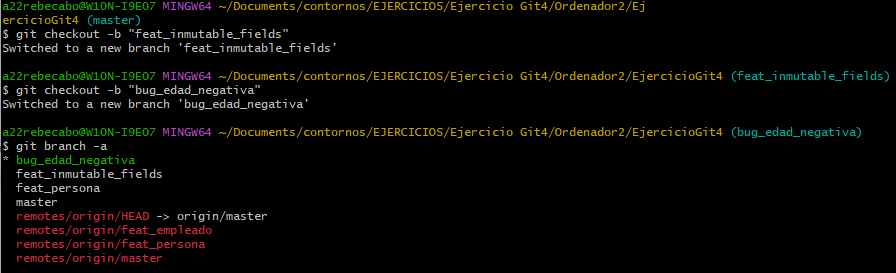 a22rebecabo@W10N-I9E07 MINGW64 ~/Documents/contornos/EJERCICIOS/Ejercicio Git4/Ordenador2/Ej
ercicioGit4 (master)
$ git checkout -b "feat_inmutable_fields"
Switched to a new branch 'feat_inmutable_fields'
a22rebecabo@W10N-I9E07 MINGW64 ~/Documents/contornos/EJERCICIOS/Ejercicio Git4/Ordenador2/EjercicioGit4 (feat_inmutable_fields)
$ git checkout -b "bug_edad_negativa"
Switched to a new branch 'bug_edad_negativa'
a22rebecabo@W10N-I9E07 MINGW64 ~/Documents/contornos/EJERCICIOS/Ejercicio Git4/Ordenador2/EjercicioGit4 (bug_edad_negativa)
$ git branch -a
* bug_edad_negativa
feat_inmutable_fields
feat_persona
master
remotes/origin/HEAD -> origin/master
remotes/origin/feat_empleado
remotes/origin/feat_persona
remotes/origin/master